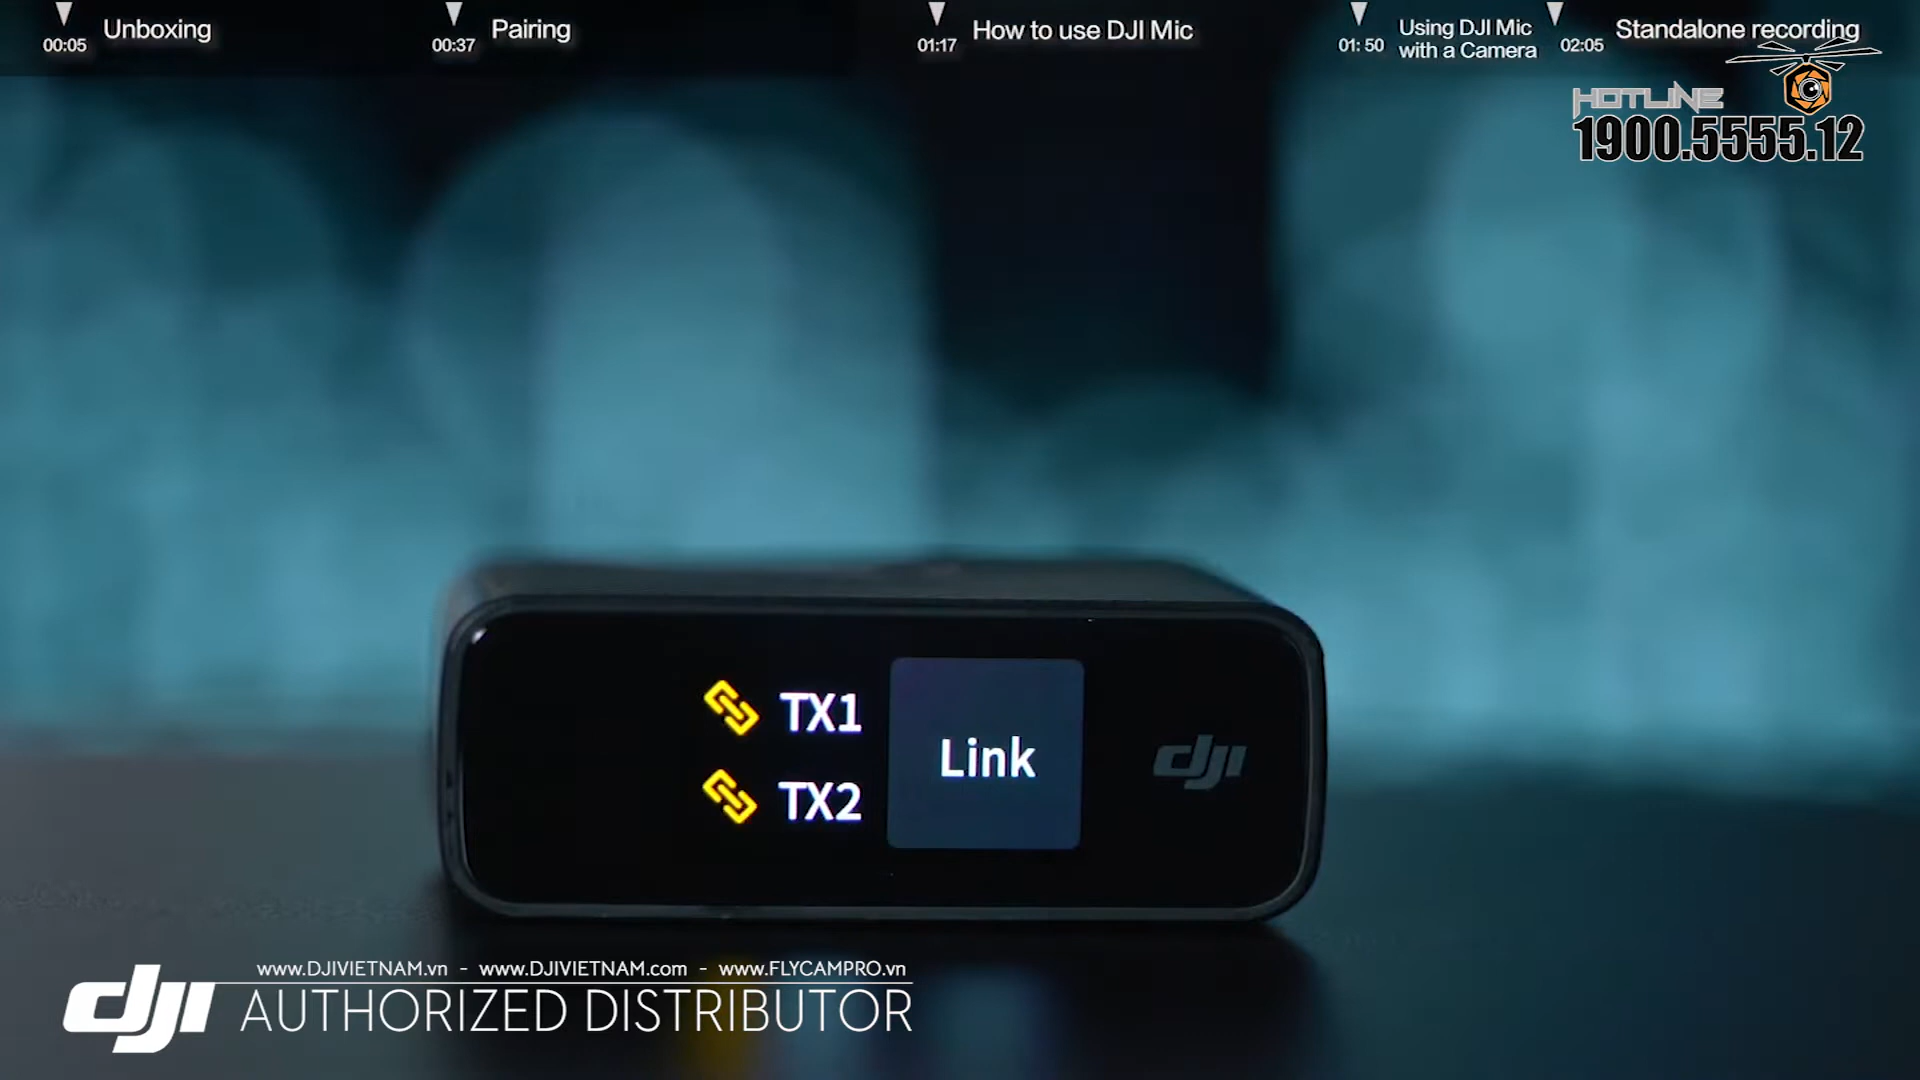 00:05 Unboxing
00:37 Pairing
01:17 How to use DJI Mic
01:50 Using DJI Mic
with a Camera
02:05 Standalone recording
HOTLINE
1900.5555.12
TX1
TX2
Link
dji
www.DJIVIETNAM.vn - www.DJIVIETNAM.com - www.FLYCAMPRO.vn
dji AUTHORIZED DISTRIBUTOR